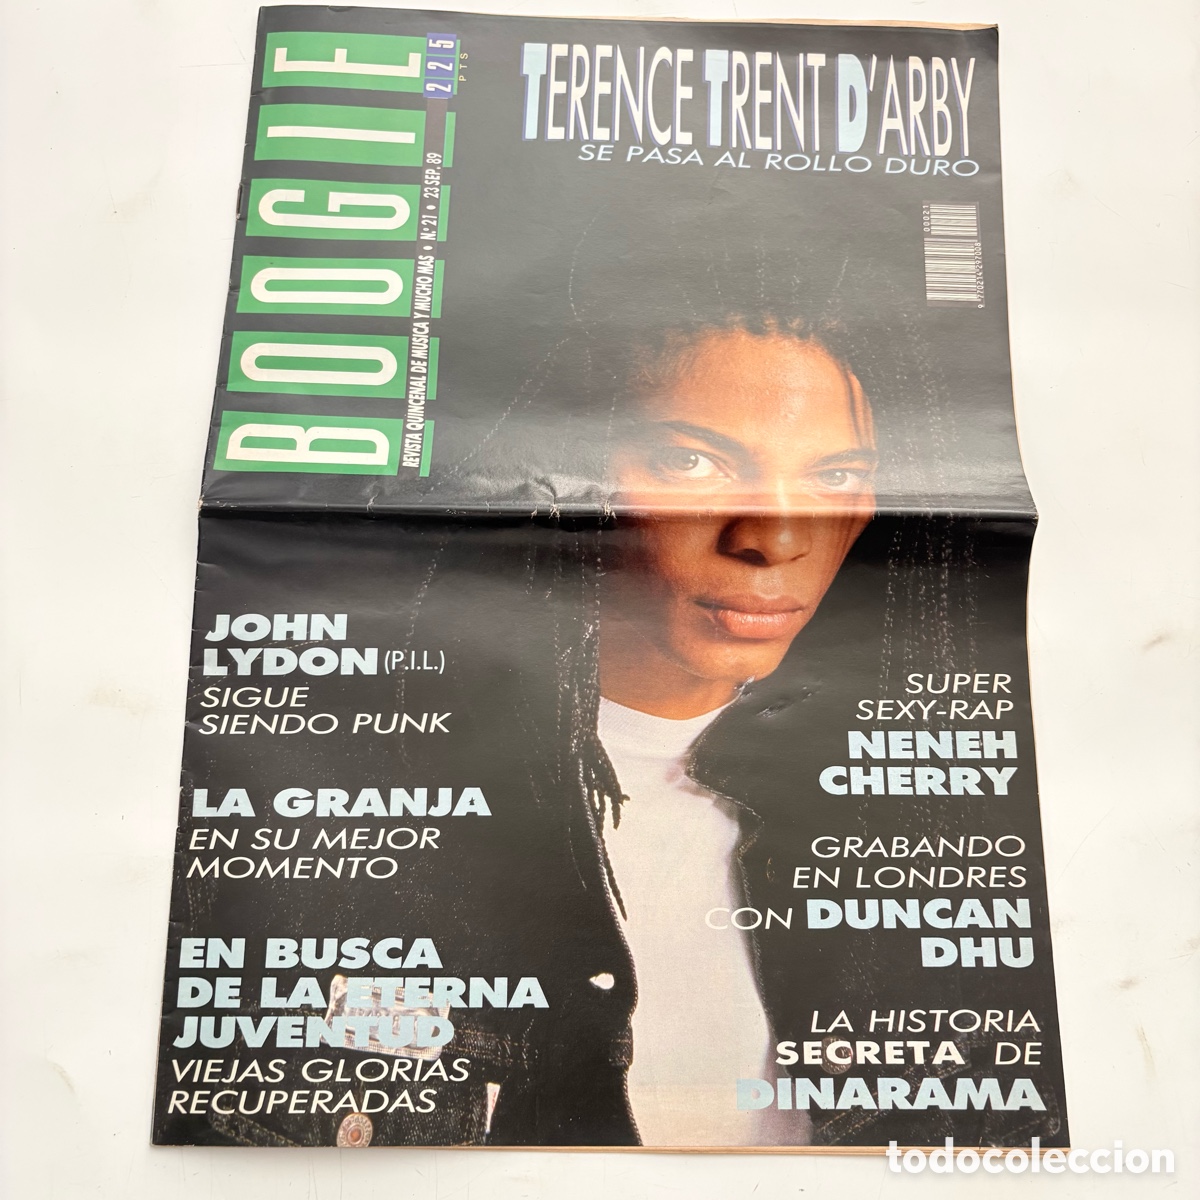 BOOGIE
225
PTS
REVISTA QUINCENAL DE MUSICA Y MUCHO MAS • N.º 21 • 23 SEP. 89
TERENCE TRENT D'ARBY
SE PASA AL ROLLO DURO
00021
9770214297008
JOHN
LYDON (P.I.L.)
SIGUE
SIENDO PUNK
LA GRANJA
EN SU MEJOR
MOMENTO
EN BUSCA
DE LA ETERNA
JUVENTUD
VIEJAS GLORIAS
RECUPERADAS
SUPER
SEXY-RAP
NENEH
CHERRY
GRABANDO
EN LONDRES
CON DUNCAN
DHU
LA HISTORIA
SECRETA DE
DINARAMA
todocoleccion.net